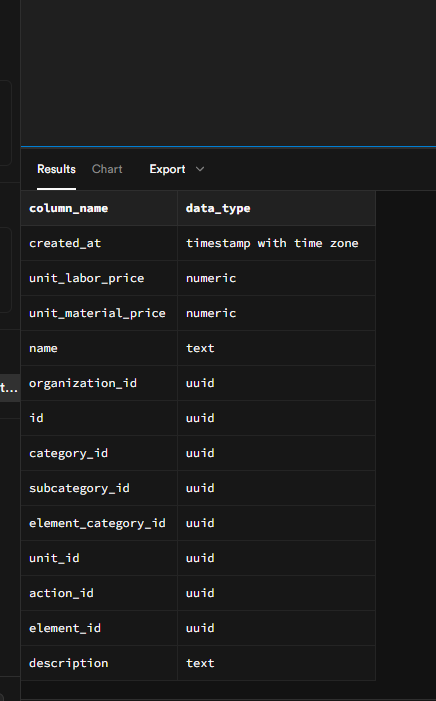 Results Chart Export
column_name data_type
created_at timestamp with time zone
unit_labor_price numeric
unit_material_price numeric
name text
organization_id uuid
id uuid
category_id uuid
subcategory_id uuid
element_category_id uuid
unit_id uuid
action_id uuid
element_id uuid
description text
t...